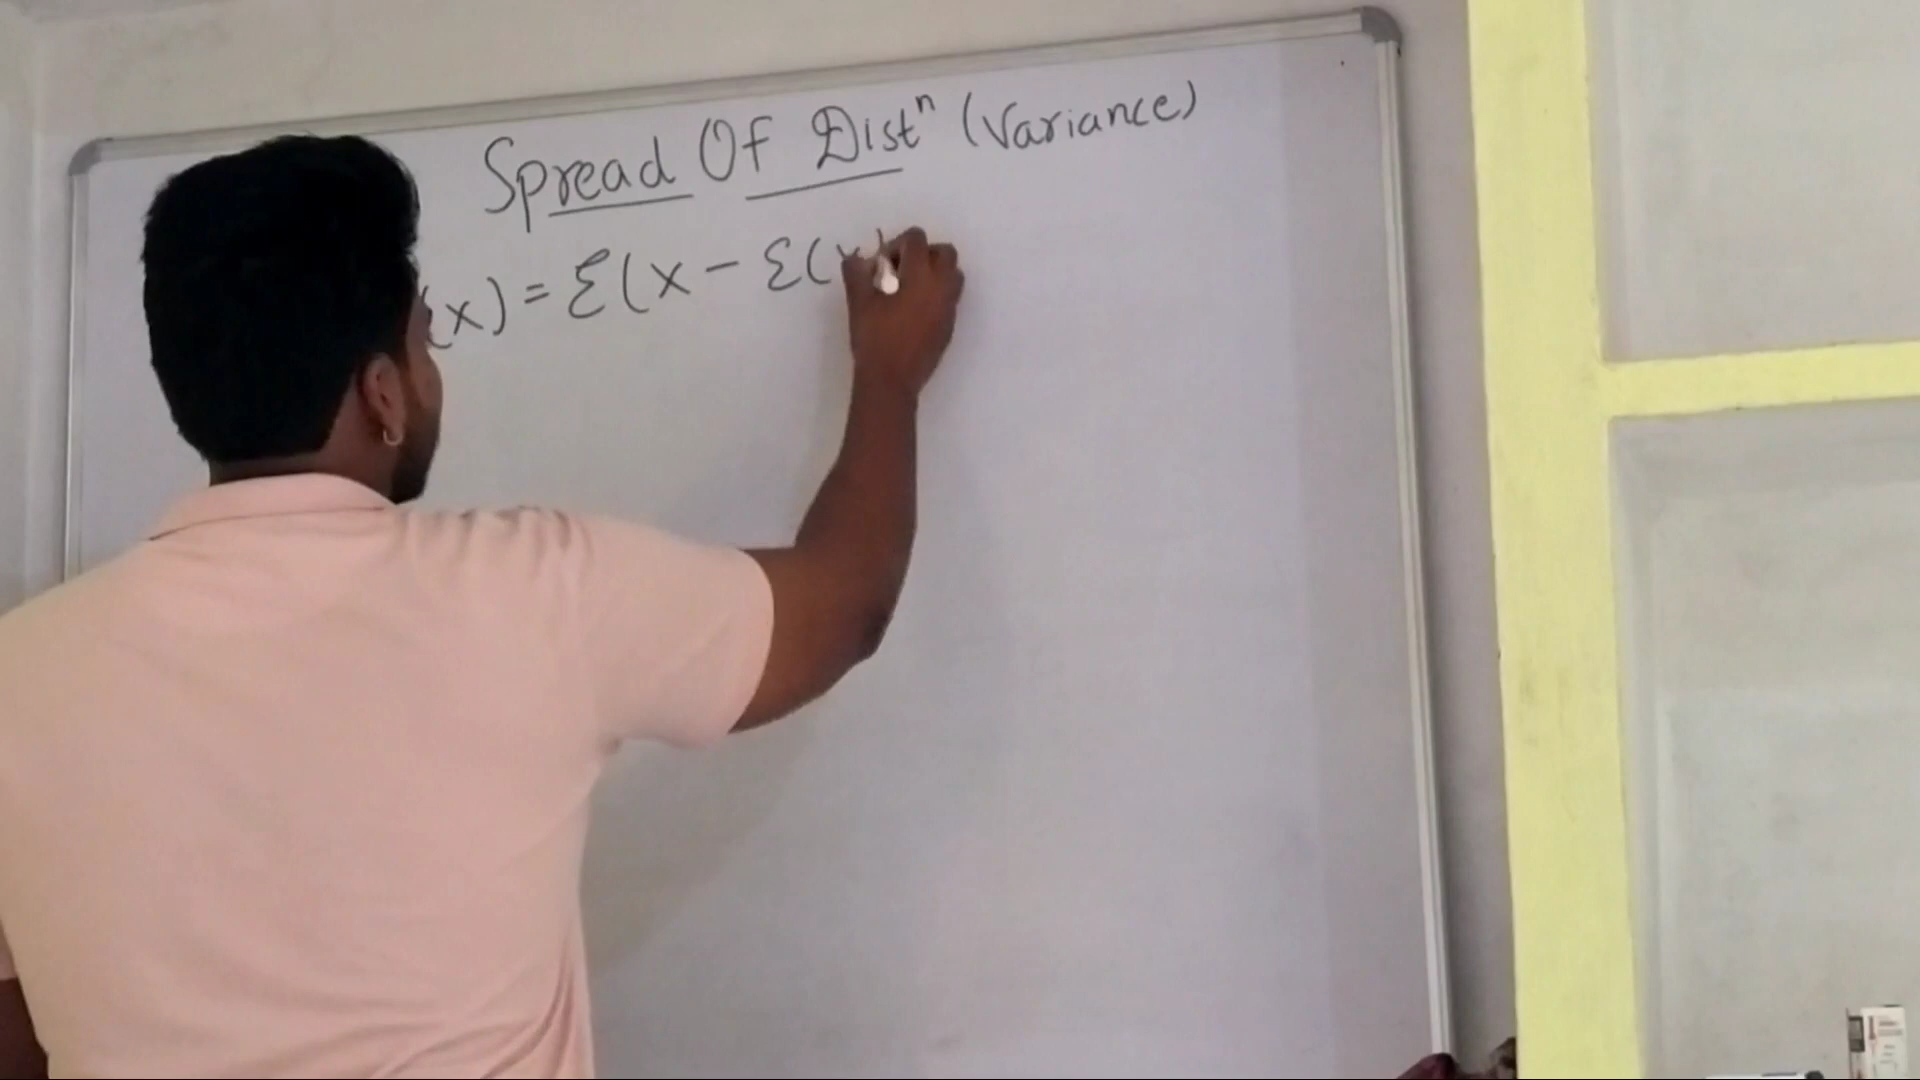 Spread Of Distⁿ (Variance)
(x) = Ɛ(x - Ɛ(x)